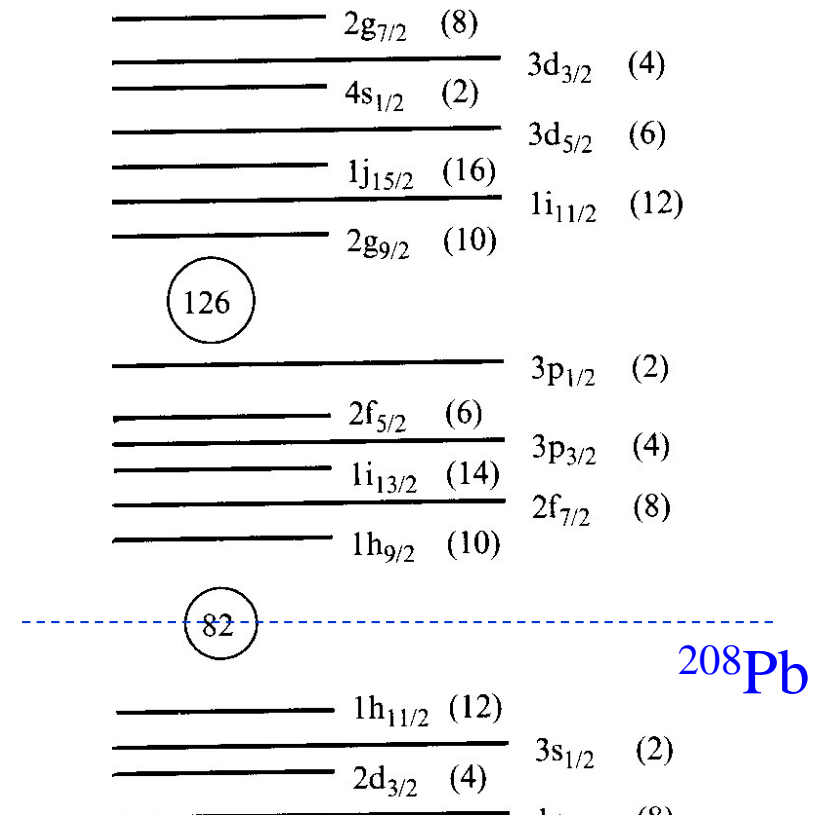 2g7/2 (8)
3d3/2 (4)
4s1/2 (2)
3d5/2 (6)
1j15/2 (16)
1i11/2 (12)
2g9/2 (10)
126
3p1/2 (2)
2f5/2 (6)
3p3/2 (4)
1i13/2 (14)
2f7/2 (8)
1h9/2 (10)
82
208Pb
1h11/2 (12)
3s1/2 (2)
2d3/2 (4)
(8)